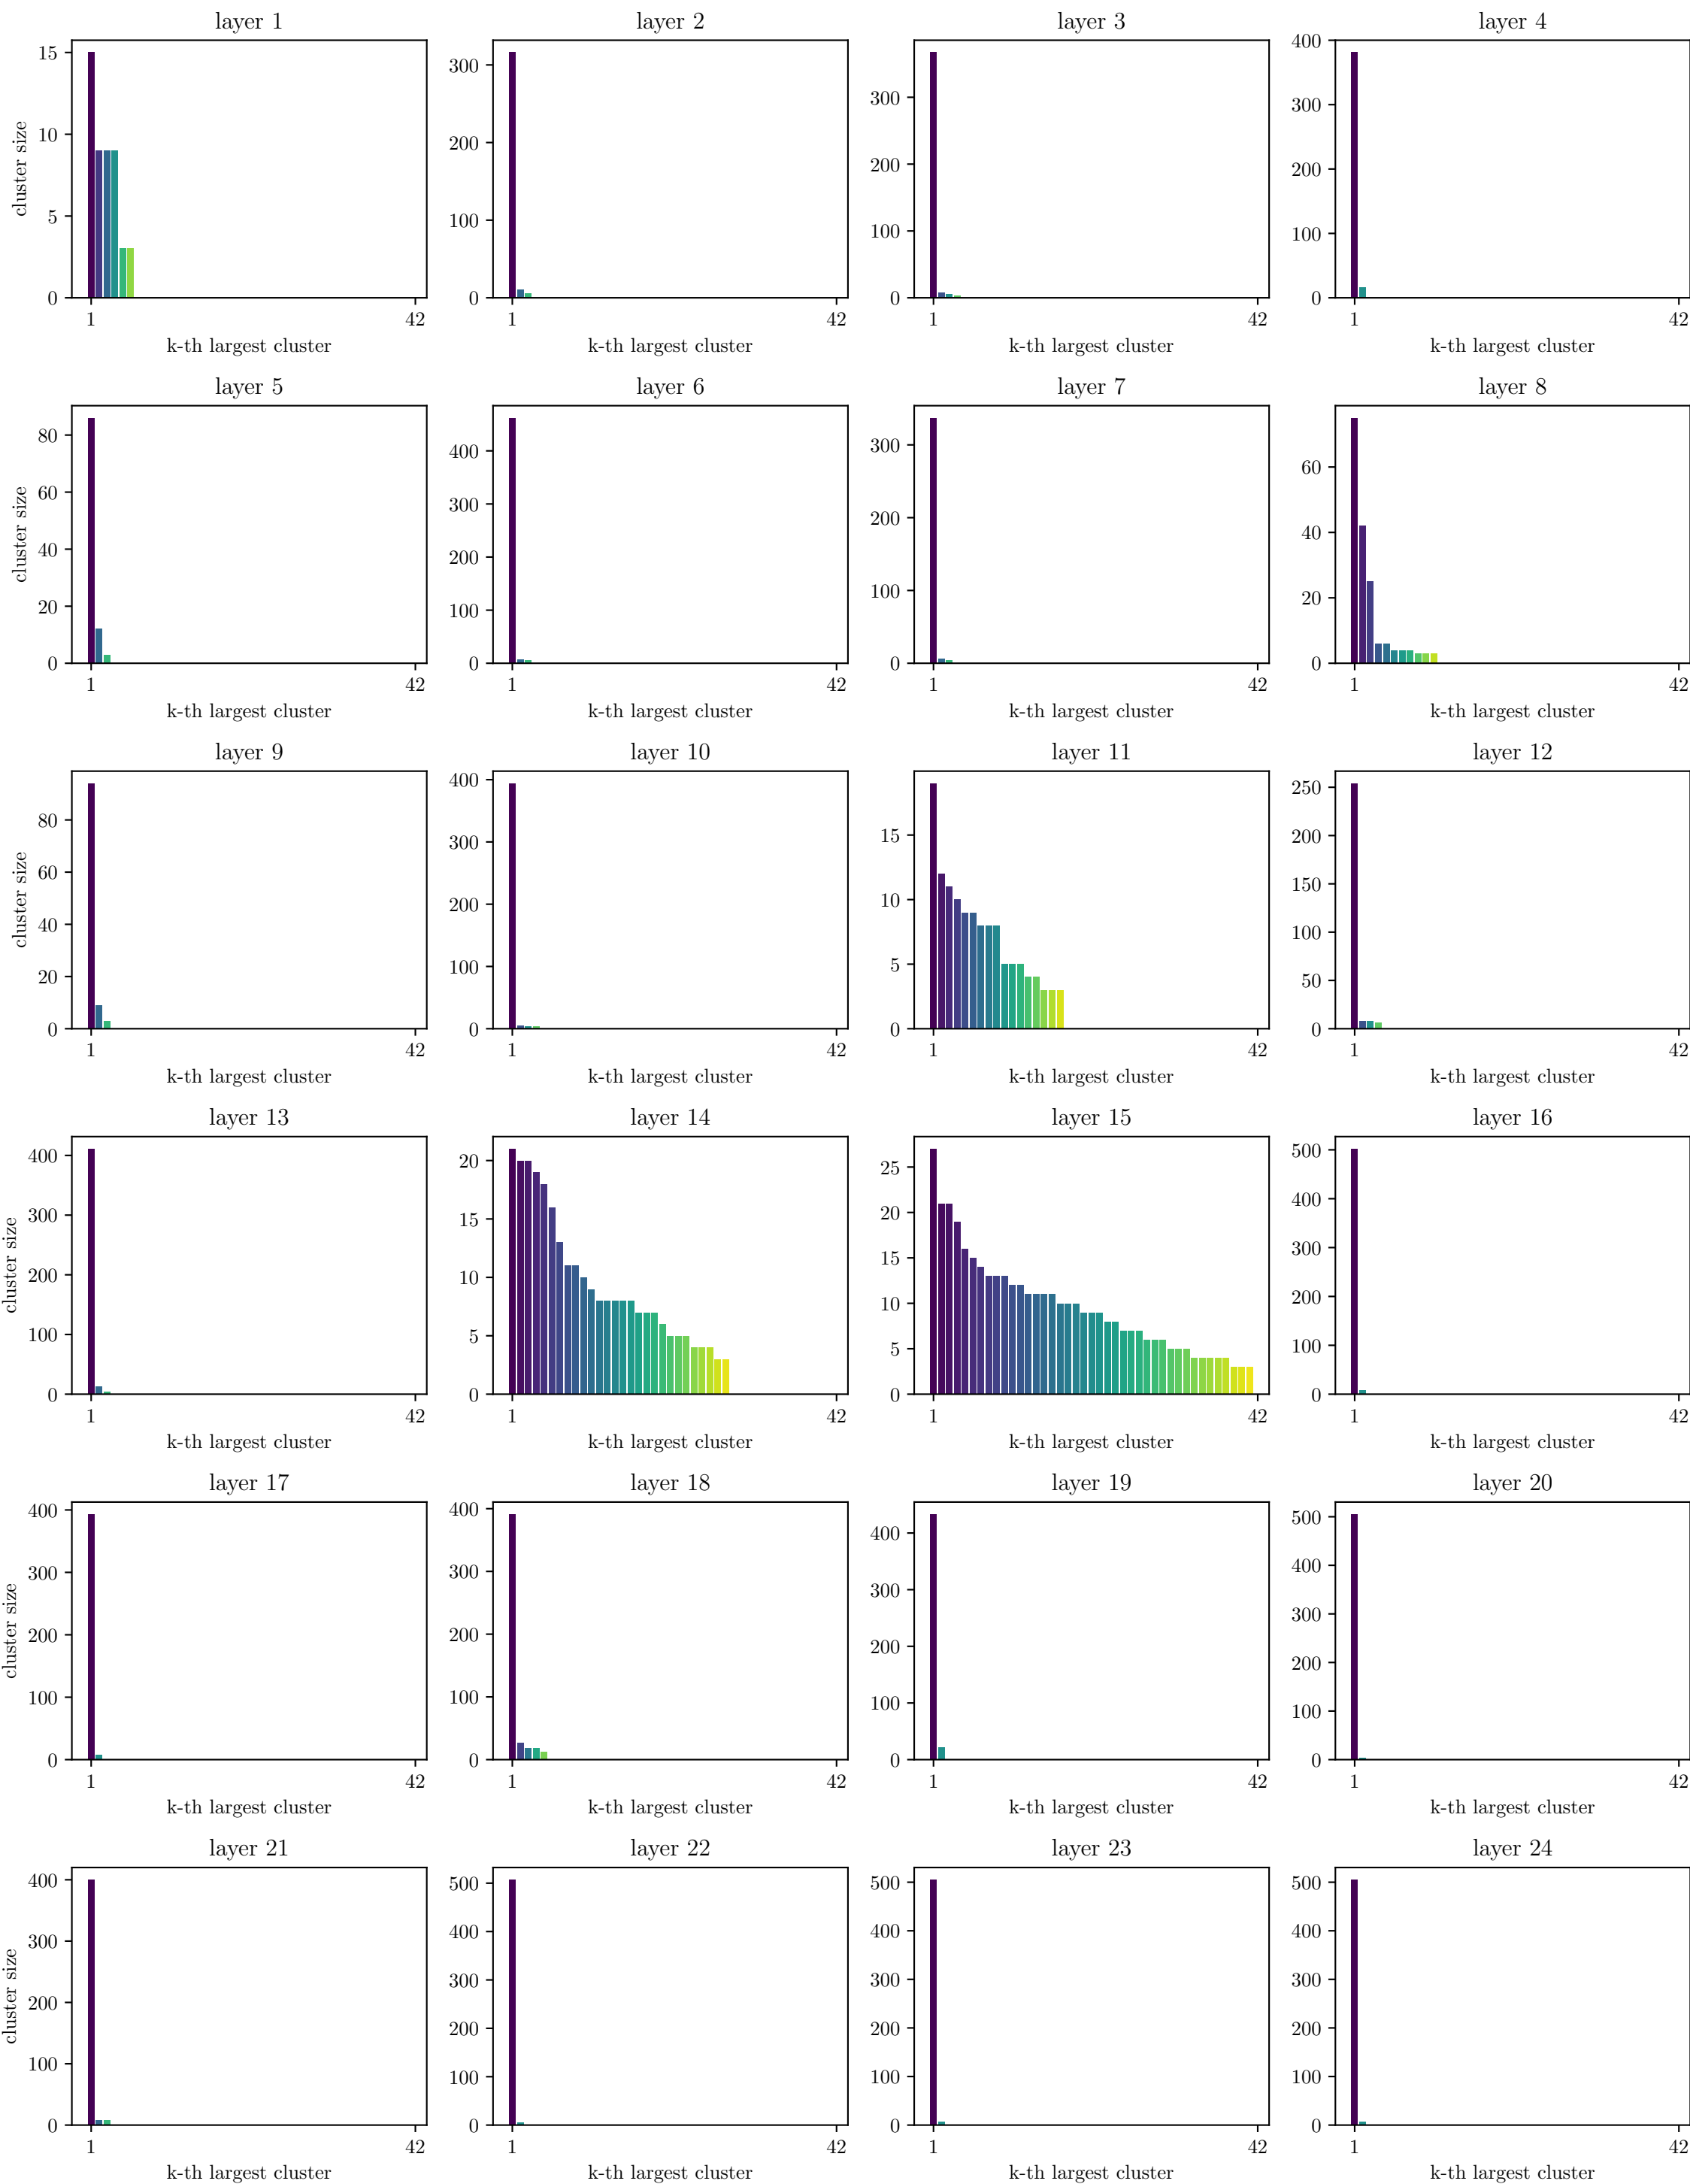 layer 1
15
10
5
0
cluster size
1 42
k-th largest cluster
layer 2
300
200
100
0
1 42
k-th largest cluster
layer 3
300
200
100
0
1 42
k-th largest cluster
layer 4
400
300
200
100
0
1 42
k-th largest cluster
layer 5
80
60
40
20
0
cluster size
1 42
k-th largest cluster
layer 6
400
300
200
100
0
1 42
k-th largest cluster
layer 7
300
200
100
0
1 42
k-th largest cluster
layer 8
60
40
20
0
1 42
k-th largest cluster
layer 9
80
60
40
20
0
cluster size
1 42
k-th largest cluster
layer 10
400
300
200
100
0
1 42
k-th largest cluster
layer 11
15
10
5
0
1 42
k-th largest cluster
layer 12
250
200
150
100
50
0
1 42
k-th largest cluster
layer 13
400
300
200
100
0
cluster size
1 42
k-th largest cluster
layer 14
20
15
10
5
0
1 42
k-th largest cluster
layer 15
25
20
15
10
5
0
1 42
k-th largest cluster
layer 16
500
400
300
200
100
0
1 42
k-th largest cluster
layer 17
400
300
200
100
0
cluster size
1 42
k-th largest cluster
layer 18
400
300
200
100
0
1 42
k-th largest cluster
layer 19
400
300
200
100
0
1 42
k-th largest cluster
layer 20
500
400
300
200
100
0
1 42
k-th largest cluster
layer 21
400
300
200
100
0
cluster size
1 42
k-th largest cluster
layer 22
500
400
300
200
100
0
1 42
k-th largest cluster
layer 23
500
400
300
200
100
0
1 42
k-th largest cluster
layer 24
500
400
300
200
100
0
1 42
k-th largest cluster